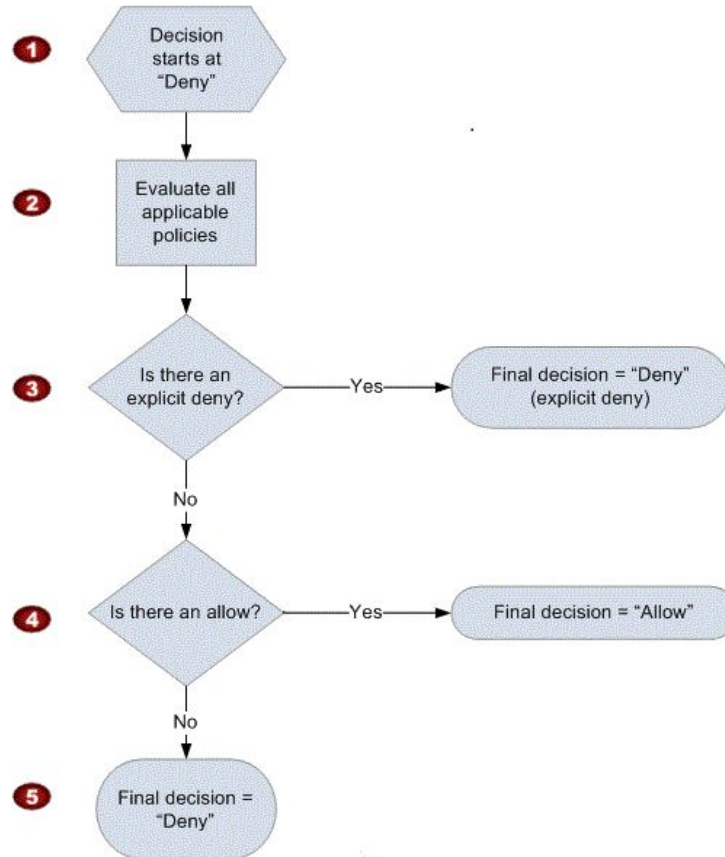 1
Decision
starts at
“Deny”
2
Evaluate all
applicable
policies
3
Is there an
explicit deny?
Yes
Final decision = “Deny”
(explicit deny)
No
4
Is there an allow?
Yes
Final decision = “Allow”
No
5
Final decision =
“Deny”